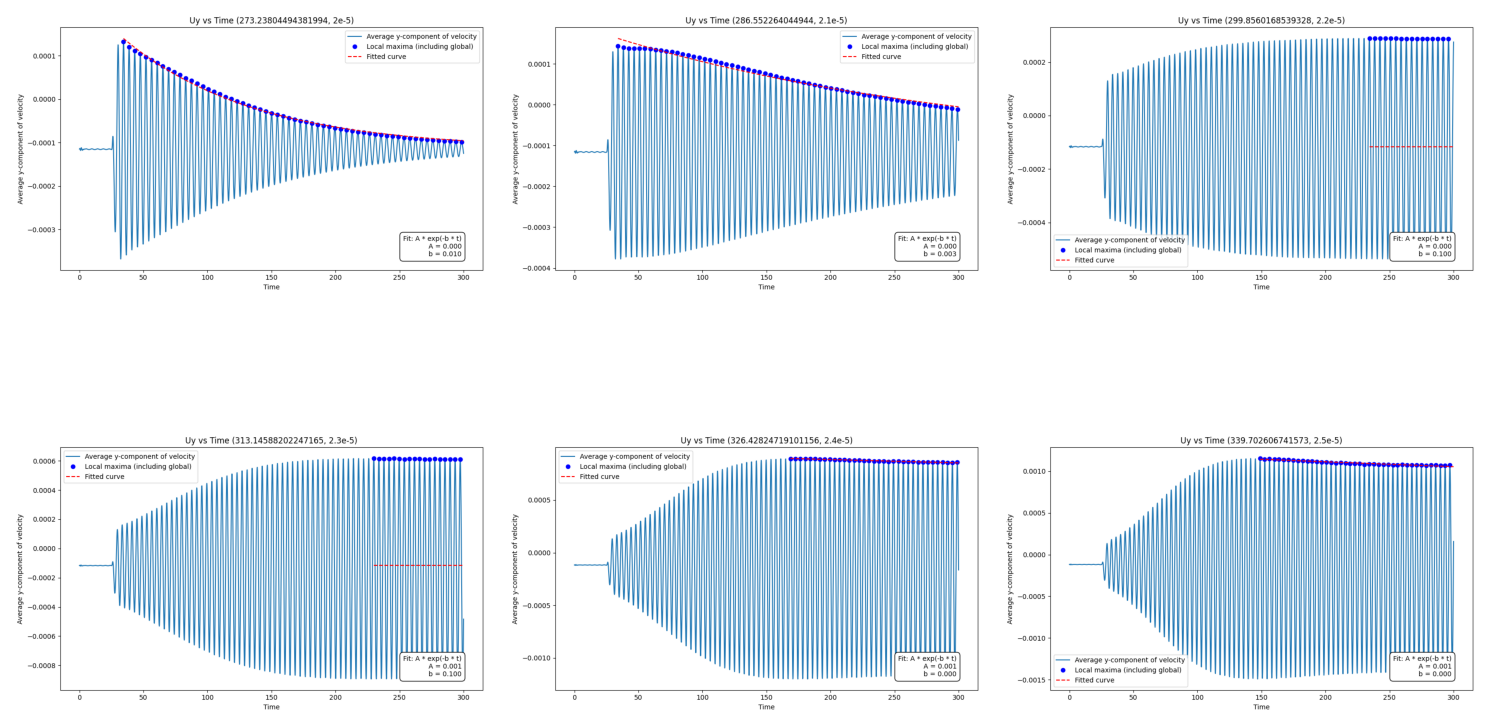 Uy vs Time (273.23804494381994, 2e-5)
Average y-component of velocity
Local maxima (including global)
Fitted curve
0.0001
0.0000
−0.0001
−0.0002
−0.0003
Average y-component of velocity
Fit: A * exp(-b * t)
A = 0.000
b = 0.010
0 50 100 150 200 250 300
Time
Uy vs Time (286.552264044944, 2.1e-5)
Average y-component of velocity
Local maxima (including global)
Fitted curve
0.0001
0.0000
−0.0001
−0.0002
−0.0003
−0.0004
Average y-component of velocity
Fit: A * exp(-b * t)
A = 0.000
b = 0.003
0 50 100 150 200 250 300
Time
Uy vs Time (299.8560168539328, 2.2e-5)
0.0002
0.0000
−0.0002
−0.0004
Average y-component of velocity
Average y-component of velocity
Local maxima (including global)
Fitted curve
Fit: A * exp(-b * t)
A = 0.000
b = 0.100
0 50 100 150 200 250 300
Time
Uy vs Time (313.14588202247165, 2.3e-5)
Average y-component of velocity
Local maxima (including global)
Fitted curve
0.0006
0.0004
0.0002
0.0000
−0.0002
−0.0004
−0.0006
−0.0008
Average y-component of velocity
Fit: A * exp(-b * t)
A = 0.001
b = 0.100
0 50 100 150 200 250 300
Time
Uy vs Time (326.42824719101156, 2.4e-5)
Average y-component of velocity
Local maxima (including global)
Fitted curve
0.0005
0.0000
−0.0005
−0.0010
Average y-component of velocity
Fit: A * exp(-b * t)
A = 0.001
b = 0.000
0 50 100 150 200 250 300
Time
Uy vs Time (339.702606741573, 2.5e-5)
0.0010
0.0005
0.0000
−0.0005
−0.0010
−0.0015
Average y-component of velocity
Average y-component of velocity
Local maxima (including global)
Fitted curve
Fit: A * exp(-b * t)
A = 0.001
b = 0.000
0 50 100 150 200 250 300
Time